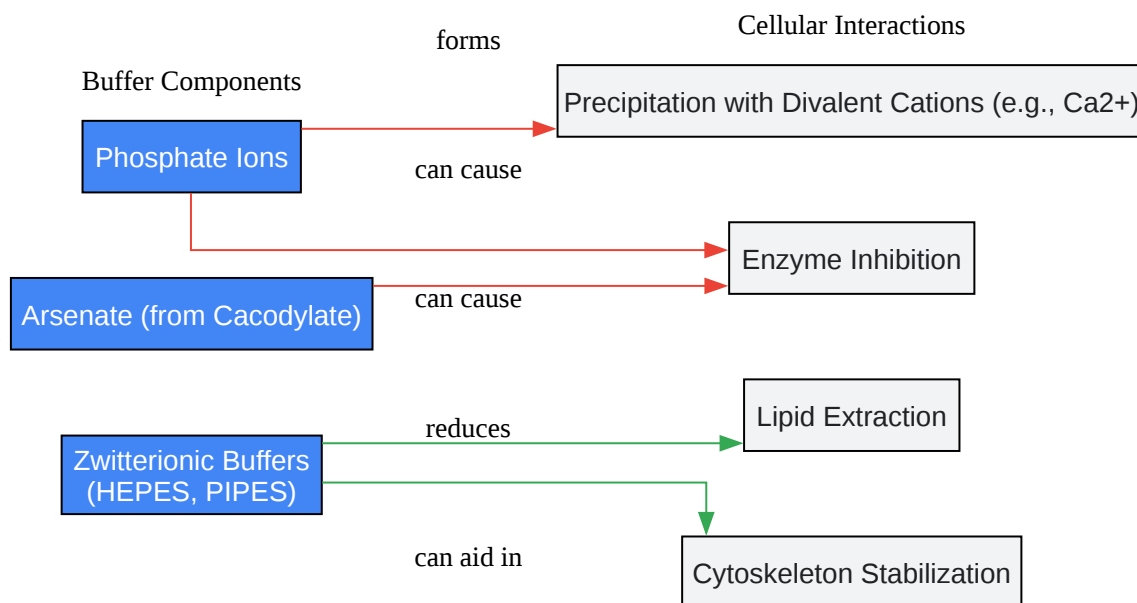 Cellular Interactions
forms
Buffer Components
Precipitation with Divalent Cations (e.g., Ca2+)
Phosphate Ions
can cause
Enzyme Inhibition
Arsenate (from Cacodylate)
can cause
Lipid Extraction
reduces
Zwitterionic Buffers
(HEPES, PIPES)
can aid in
Cytoskeleton Stabilization